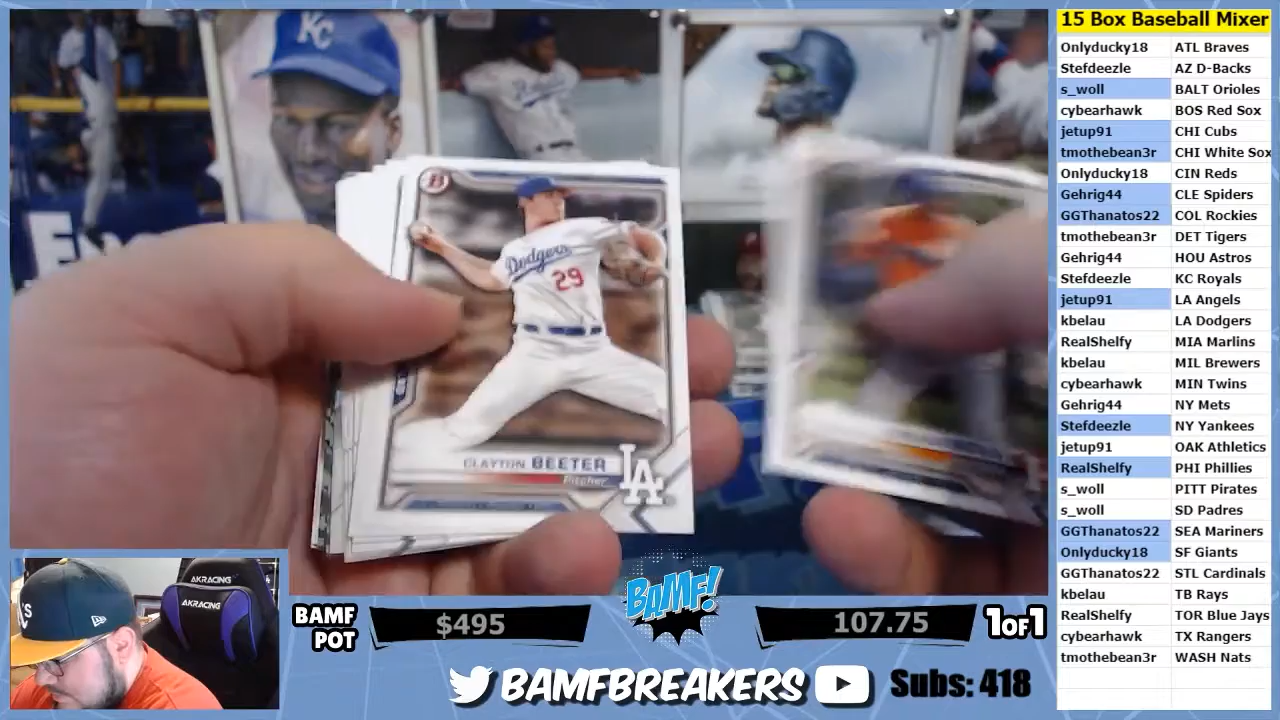 15 Box Baseball Mixer
Onlyducky18 ATL Braves
Stefdeezle AZ D-Backs
s_woll BALT Orioles
cybearhawk BOS Red Sox
jetup91 CHI Cubs
tmothebean3r CHI White Sox
Onlyducky18 CIN Reds
Gehrig44 CLE Spiders
GGThanatos22 COL Rockies
tmothebean3r DET Tigers
Gehrig44 HOU Astros
Stefdeezle KC Royals
jetup91 LA Angels
kbelau LA Dodgers
RealShelfy MIA Marlins
kbelau MIL Brewers
cybearhawk MIN Twins
Gehrig44 NY Mets
Stefdeezle NY Yankees
jetup91 OAK Athletics
RealShelfy PHI Phillies
s_woll PITT Pirates
s_woll SD Padres
GGThanatos22 SEA Mariners
Onlyducky18 SF Giants
GGThanatos22 STL Cardinals
kbelau TB Rays
RealShelfy TOR Blue Jays
cybearhawk TX Rangers
tmothebean3r WASH Nats
KC
B
Dodgers
29
CLAYTON BEETER
Pitcher
LA
AKRACING
AKRACING
BAMF POT
$495
BAMF!
107.75
1OF1
BAMFBREAKERS
Subs: 418